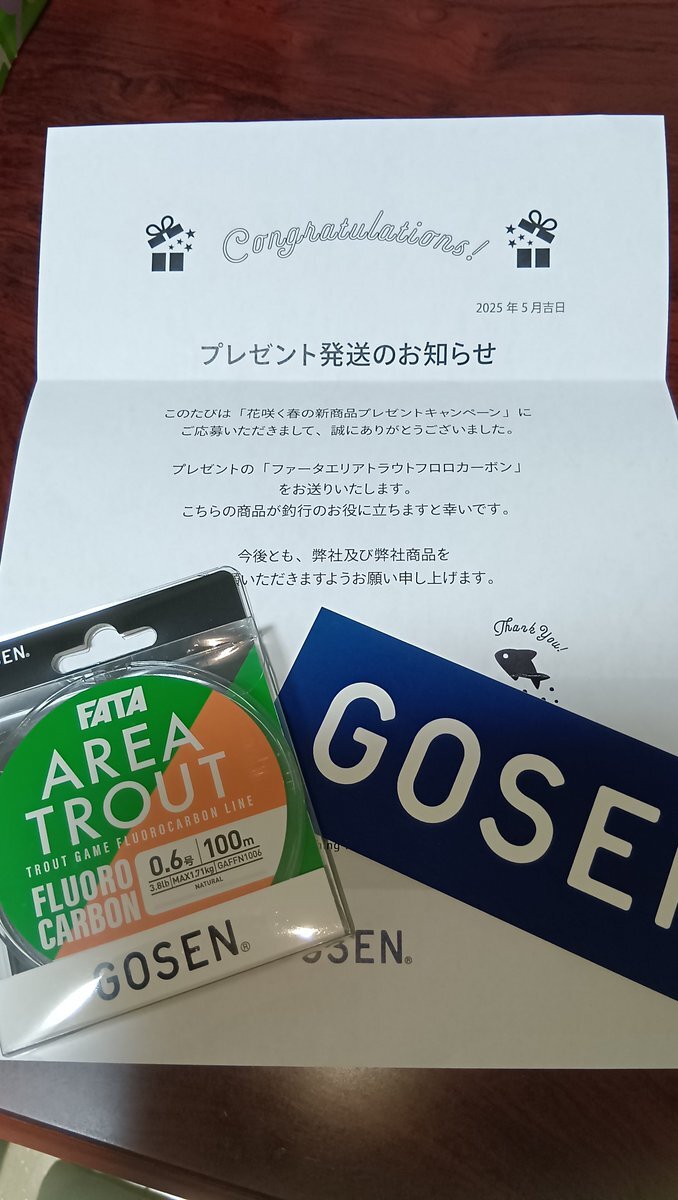 Congratulations!
2025 年 5 月吉日
プレゼント発送のお知らせ
このたびは「花咲く春の新商品プレゼントキャンペーン」に
ご応募いただきまして、誠にありがとうございました。
プレゼントの「ファータエリアトラウトフロロカーボン」
をお送りいたします。
こちらの商品が釣行のお役に立ちますと幸いです。
今後とも、弊社及び弊社商品を
いただきますようお願い申し上げます。
Thank You!
FATA
AREA
TROUT
TROUT GAME FLUOROCARBON LINE
FLUORO
CARBON
0.6号 100m
3.8lb MAX1.71kg GAFFN1006
NATURAL
GOSEN®
GOSEN